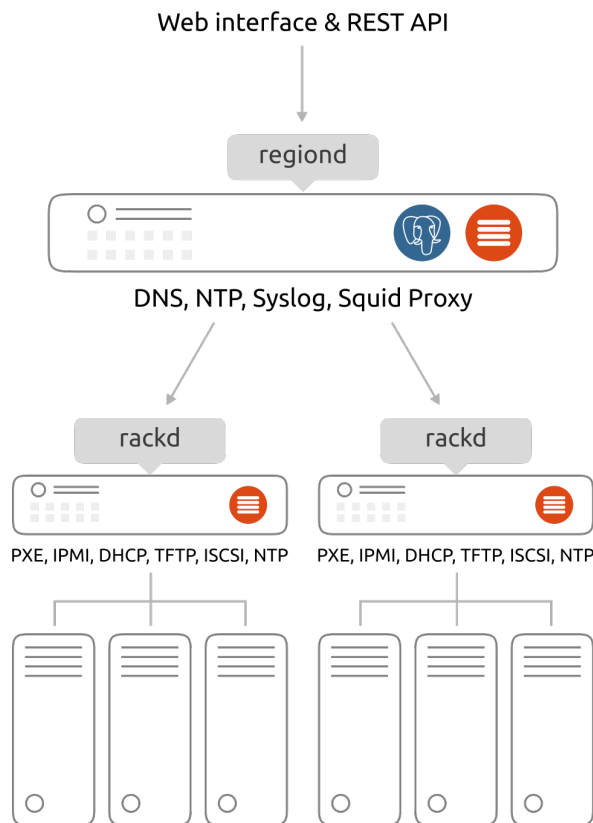 Web interface & REST API
regiond
DNS, NTP, Syslog, Squid Proxy
rackd
rackd
PXE, IPMI, DHCP, TFTP, ISCSI, NTP
PXE, IPMI, DHCP, TFTP, ISCSI, NTP